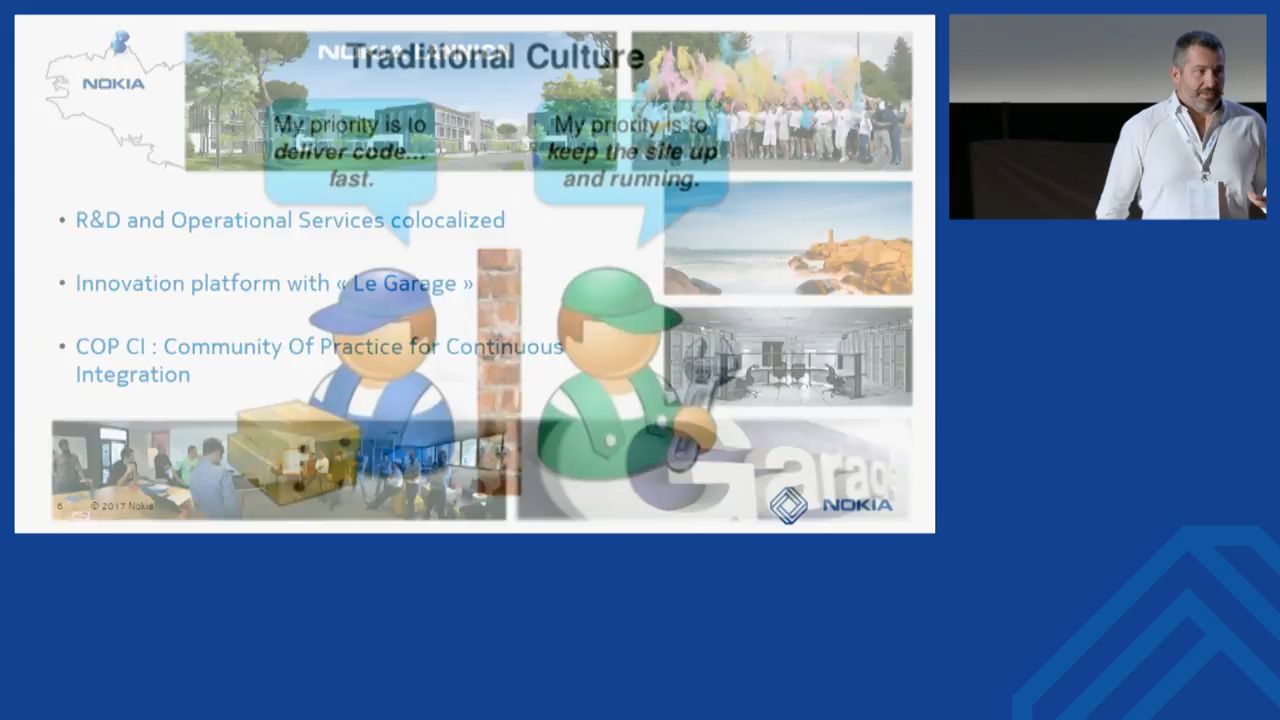 NOKIA LANNION
Traditional Culture
NOKIA
My priority is to
deliver code...
fast.
My priority is to
keep the site up
and running.
• R&D and Operational Services colocalized
• Innovation platform with « Le Garage »
• COP CI : Community Of Practice for Continuous
Integration
Garage
6 © 2017 Nokia
NOKIA